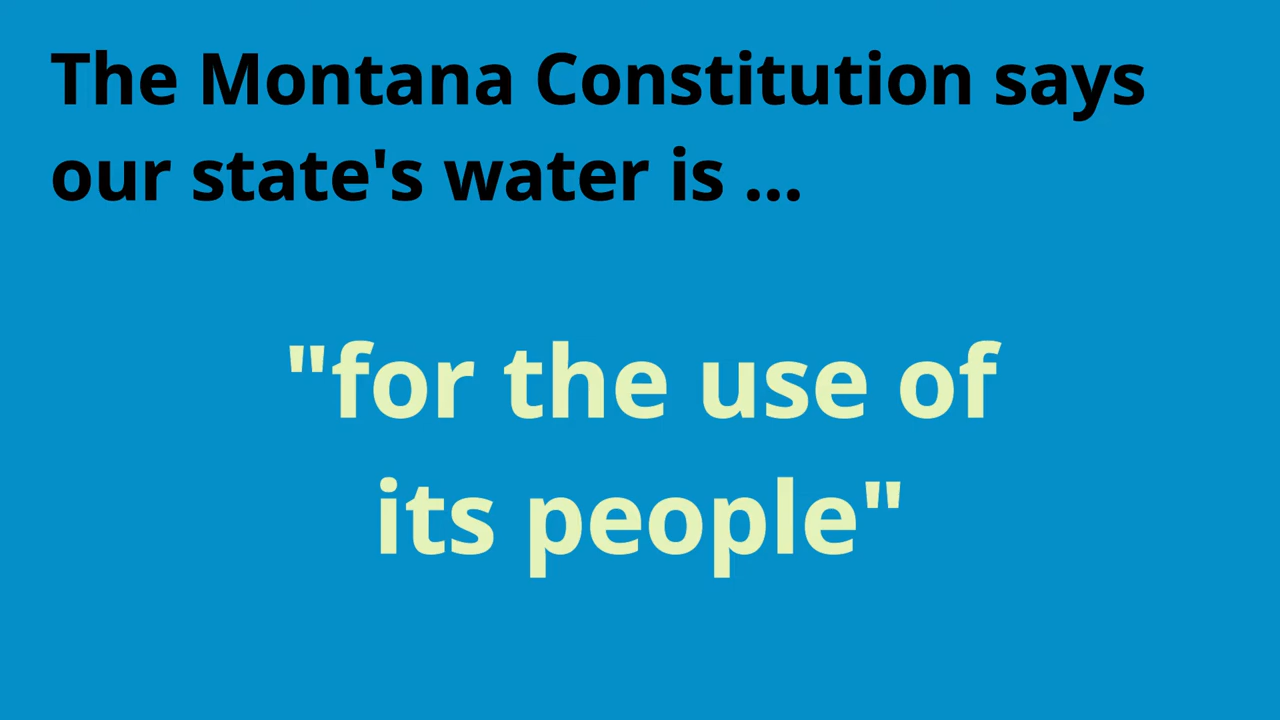 The Montana Constitution says
our state's water is ...
"for the use of
its people"